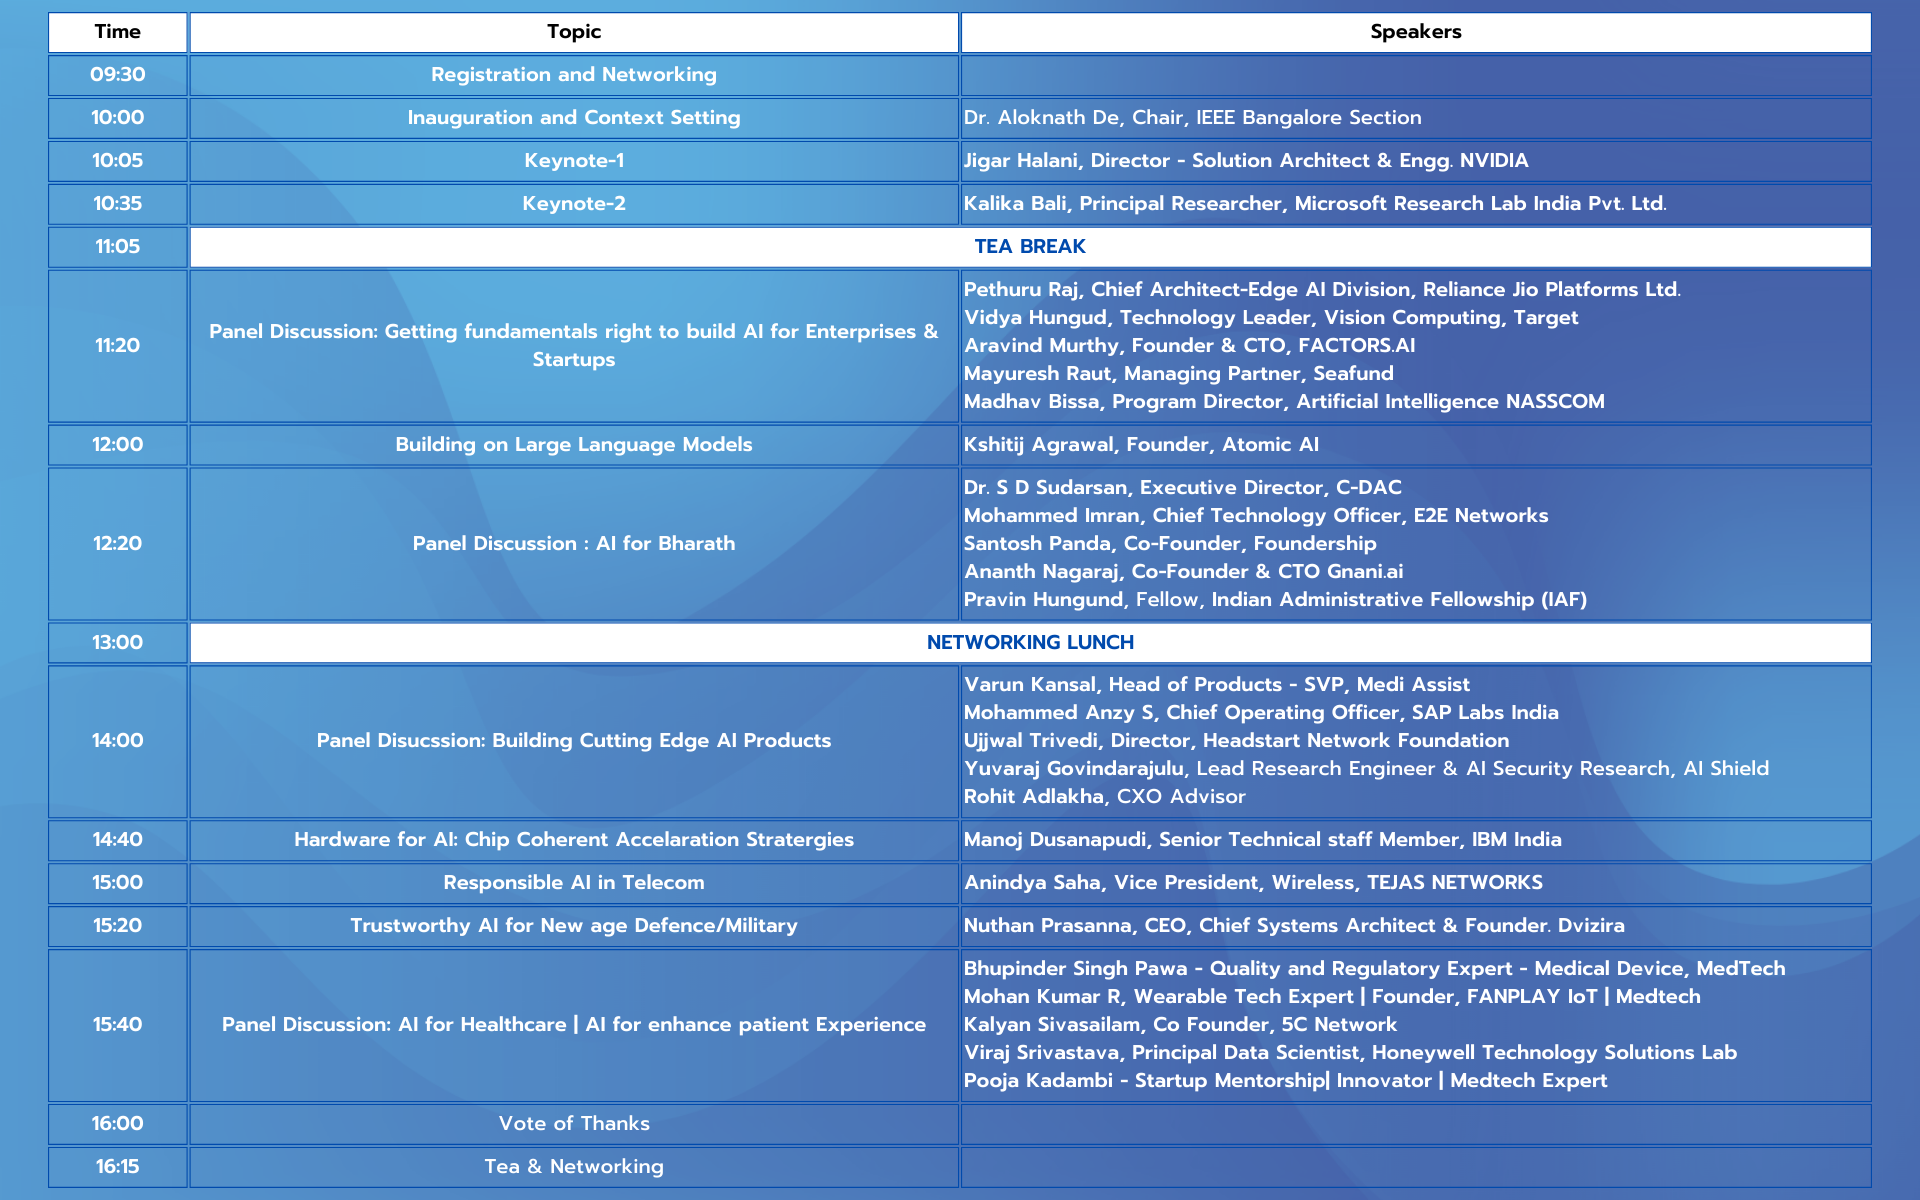 Time Topic Speakers
09:30 Registration and Networking
10:00 Inauguration and Context Setting Dr. Aloknath De, Chair, IEEE Bangalore Section
10:05 Keynote-1 Jigar Halani, Director - Solution Architect & Engg. NVIDIA
10:35 Keynote-2 Kalika Bali, Principal Researcher, Microsoft Research Lab India Pvt. Ltd.
11:05 TEA BREAK
11:20
Panel Discussion: Getting fundamentals right to build AI for Enterprises &
Startups
Pethuru Raj, Chief Architect-Edge AI Division, Reliance Jio Platforms Ltd.
Vidya Hungud, Technology Leader, Vision Computing, Target
Aravind Murthy, Founder & CTO, FACTORS.AI
Mayuresh Raut, Managing Partner, Seafund
Madhav Bissa, Program Director, Artificial Intelligence NASSCOM
12:00 Building on Large Language Models Kshitij Agrawal, Founder, Atomic AI
12:20 Panel Discussion : AI for Bharath
Dr. S D Sudarsan, Executive Director, C-DAC
Mohammed Imran, Chief Technology Officer, E2E Networks
Santosh Panda, Co-Founder, Foundership
Ananth Nagaraj, Co-Founder & CTO Gnani.ai
Pravin Hungund, Fellow, Indian Administrative Fellowship (IAF)
13:00 NETWORKING LUNCH
14:00 Panel Disucssion: Building Cutting Edge AI Products
Varun Kansal, Head of Products - SVP, Medi Assist
Mohammed Anzy S, Chief Operating Officer, SAP Labs India
Ujjwal Trivedi, Director, Headstart Network Foundation
Yuvaraj Govindarajulu, Lead Research Engineer & AI Security Research, AI Shield
Rohit Adlakha, CXO Advisor
14:40 Hardware for AI: Chip Coherent Accelaration Stratergies Manoj Dusanapudi, Senior Technical staff Member, IBM India
15:00 Responsible AI in Telecom Anindya Saha, Vice President, Wireless, TEJAS NETWORKS
15:20 Trustworthy AI for New age Defence/Military Nuthan Prasanna, CEO, Chief Systems Architect & Founder. Dvizira
15:40 Panel Discussion: AI for Healthcare | AI for enhance patient Experience
Bhupinder Singh Pawa - Quality and Regulatory Expert - Medical Device, MedTech
Mohan Kumar R, Wearable Tech Expert | Founder, FANPLAY IoT | Medtech
Kalyan Sivasailam, Co Founder, 5C Network
Viraj Srivastava, Principal Data Scientist, Honeywell Technology Solutions Lab
Pooja Kadambi - Startup Mentorship| Innovator | Medtech Expert
16:00 Vote of Thanks
16:15 Tea & Networking